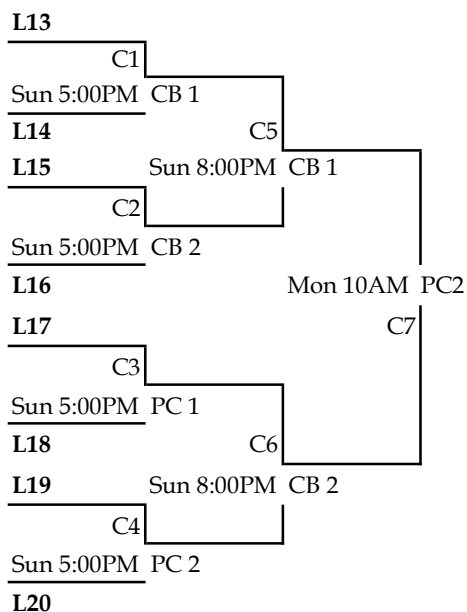 L13
C1
Sun 5:00PM CB 1
L14
C5
L15
Sun 8:00PM CB 1
C2
Sun 5:00PM CB 2
L16
Mon 10AM PC2
L17
C7
C3
Sun 5:00PM PC 1
L18
C6
L19
Sun 8:00PM CB 2
C4
Sun 5:00PM PC 2
L20